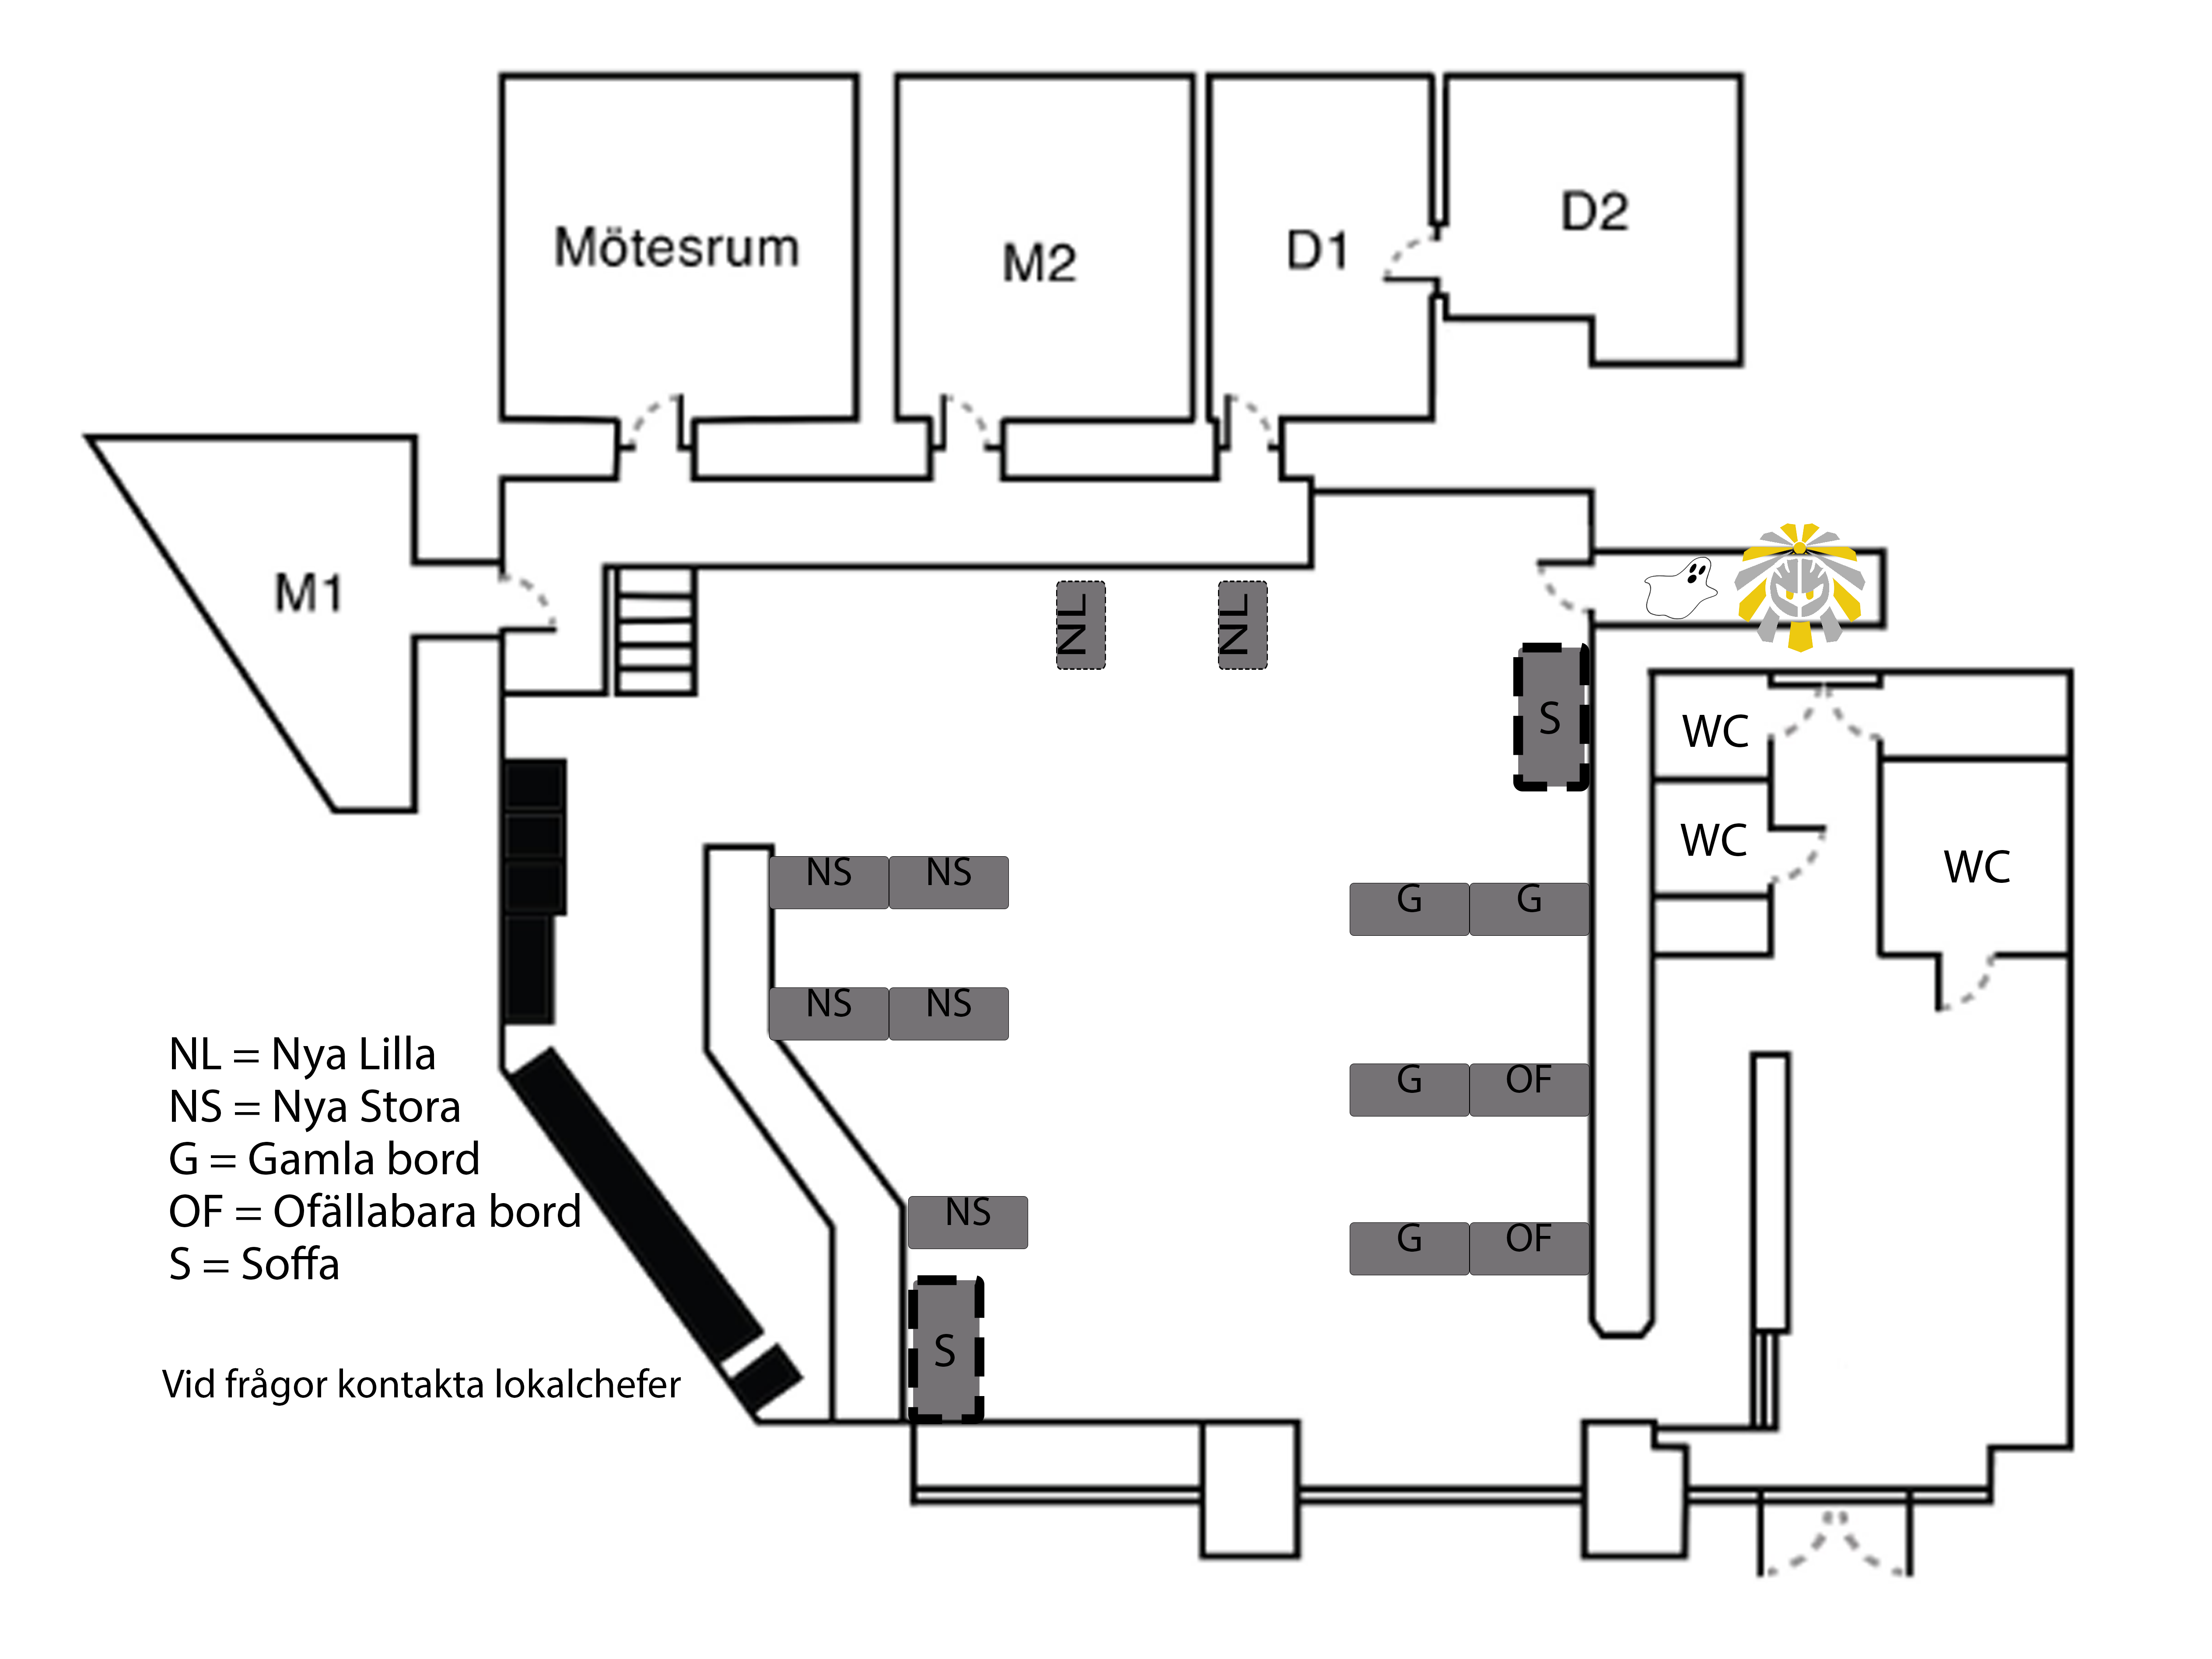 Mötesrum
M2
D1
D2
M1
NL
NL
S
WC
WC
WC
NS NS
G G
NS NS
G OF
NS
G OF
S
NL = Nya Lilla
NS = Nya Stora
G = Gamla bord
OF = Ofällabara bord
S = Soffa
Vid frågor kontakta lokalchefer